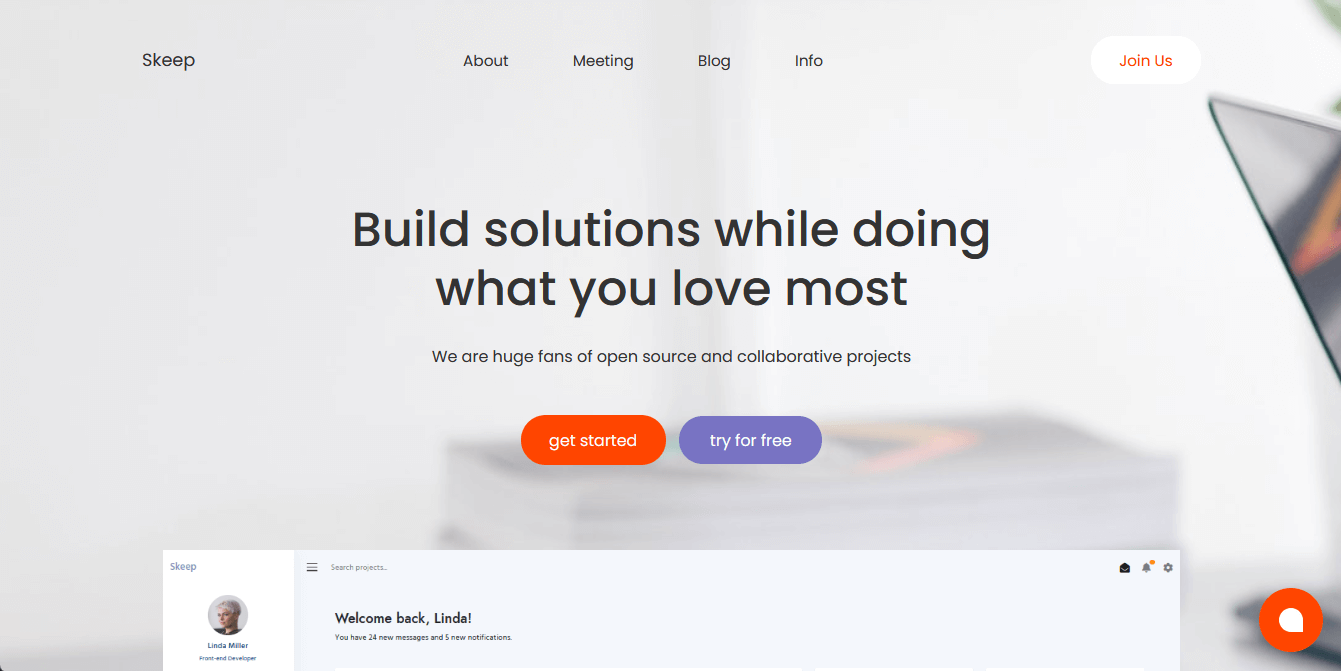 Skeep
About
Meeting
Blog
Info
Join Us
Build solutions while doing
what you love most
We are huge fans of open source and collaborative projects
get started
try for free
Skeep
Search projects..
Welcome back, Linda!
You have 24 new messages and 5 new notifications.
Linda Miller
Front-end Developer